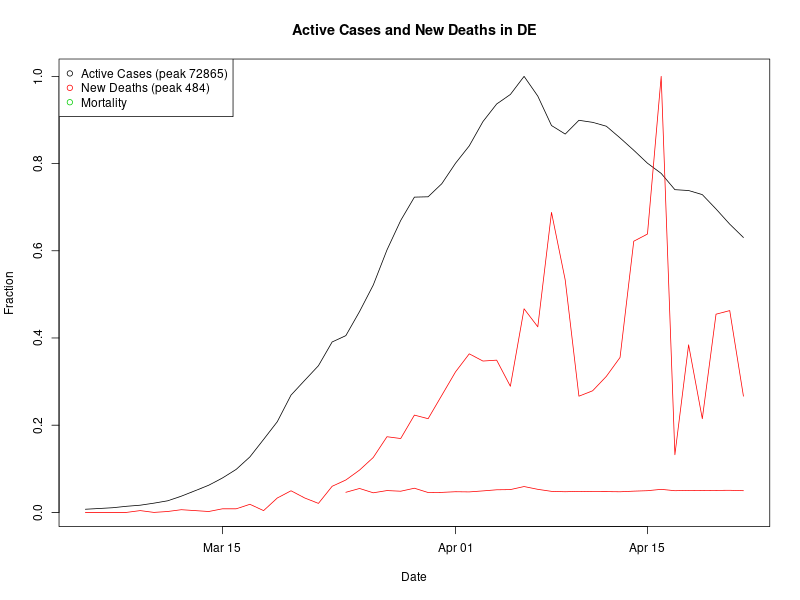 Active Cases and New Deaths in DE
Active Cases (peak 72865)
New Deaths (peak 484)
Mortality
1.0
0.8
0.6
0.4
0.2
0.0
Fraction
Mar 15
Apr 01
Apr 15
Date